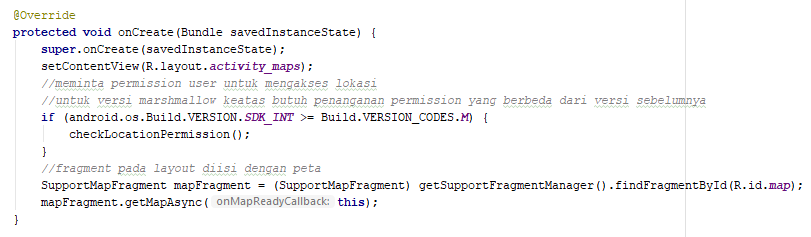 @Override
protected void onCreate(Bundle savedInstanceState) {
super.onCreate(savedInstanceState);
setContentView(R.layout.activity_maps);
//meminta permission user untuk mengakses lokasi
//untuk versi marshmallow keatas butuh penanganan permission yang berbeda dari versi sebelumnya
if (android.os.Build.VERSION.SDK_INT >= Build.VERSION_CODES.M) {
checkLocationPermission();
}
//fragment pada layout diisi dengan peta
SupportMapFragment mapFragment = (SupportMapFragment) getSupportFragmentManager().findFragmentById(R.id.map);
mapFragment.getMapAsync( onMapReadyCallback: this);
}